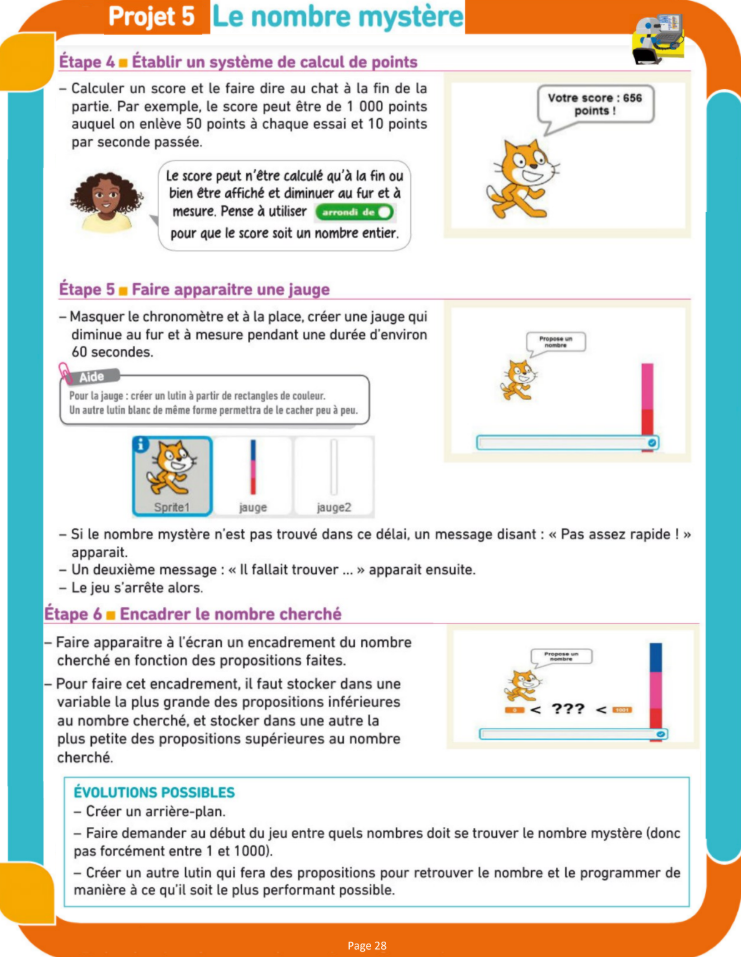 Projet 5 Le nombre mystère
Étape 4 ■ Établir un système de calcul de points
– Calculer un score et le faire dire au chat à la fin de la
partie. Par exemple, le score peut être de 1 000 points
auquel on enlève 50 points à chaque essai et 10 points
par seconde passée.
Votre score : 656
points !
Le score peut n'être calculé qu'à la fin ou
bien être affiché et diminuer au fur et à
mesure. Pense à utiliser arrondi de
pour que le score soit un nombre entier.
Étape 5 ■ Faire apparaitre une jauge
– Masquer le chronomètre et à la place, créer une jauge qui
diminue au fur et à mesure pendant une durée d'environ
60 secondes.
Propose un
nombre
Aide
Pour la jauge : créer un lutin à partir de rectangles de couleur.
Un autre lutin blanc de même forme permettra de le cacher peu à peu.
i
Sprite1 jauge jauge2
– Si le nombre mystère n'est pas trouvé dans ce délai, un message disant : « Pas assez rapide ! »
apparait.
– Un deuxième message : « Il fallait trouver ... » apparait ensuite.
– Le jeu s'arrête alors.
Étape 6 ■ Encadrer le nombre cherché
– Faire apparaitre à l'écran un encadrement du nombre
cherché en fonction des propositions faites.
– Pour faire cet encadrement, il faut stocker dans une
variable la plus grande des propositions inférieures
au nombre cherché, et stocker dans une autre la
plus petite des propositions supérieures au nombre
cherché.
Propose un
nombre
0 < ??? < 1001
ÉVOLUTIONS POSSIBLES
– Créer un arrière-plan.
– Faire demander au début du jeu entre quels nombres doit se trouver le nombre mystère (donc
pas forcément entre 1 et 1000).
– Créer un autre lutin qui fera des propositions pour retrouver le nombre et le programmer de
manière à ce qu'il soit le plus performant possible.
Page 28